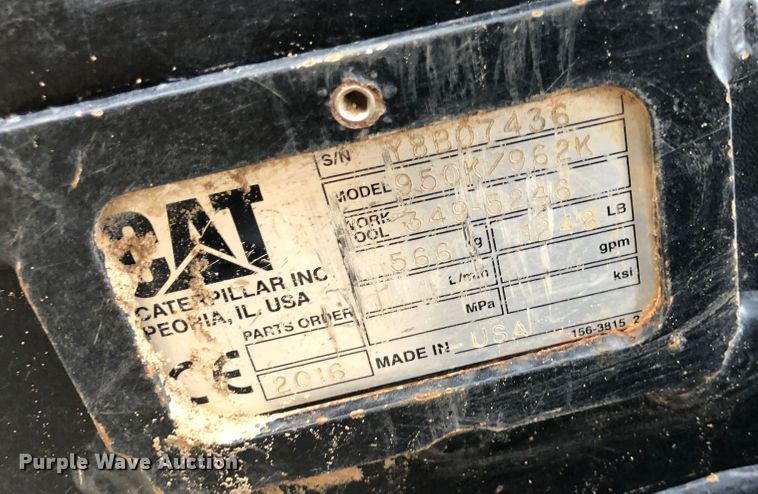 S/N Y8B07436
MODEL 950K/962K
WORK TOOL 349-5246
566 kg 1248 LB
L/min gpm
MPa ksi
CAT
CATERPILLAR INC
PEORIA, IL. USA
PARTS ORDER
CE 2016
MADE IN USA
156-3815 2
Purple Wave Auction